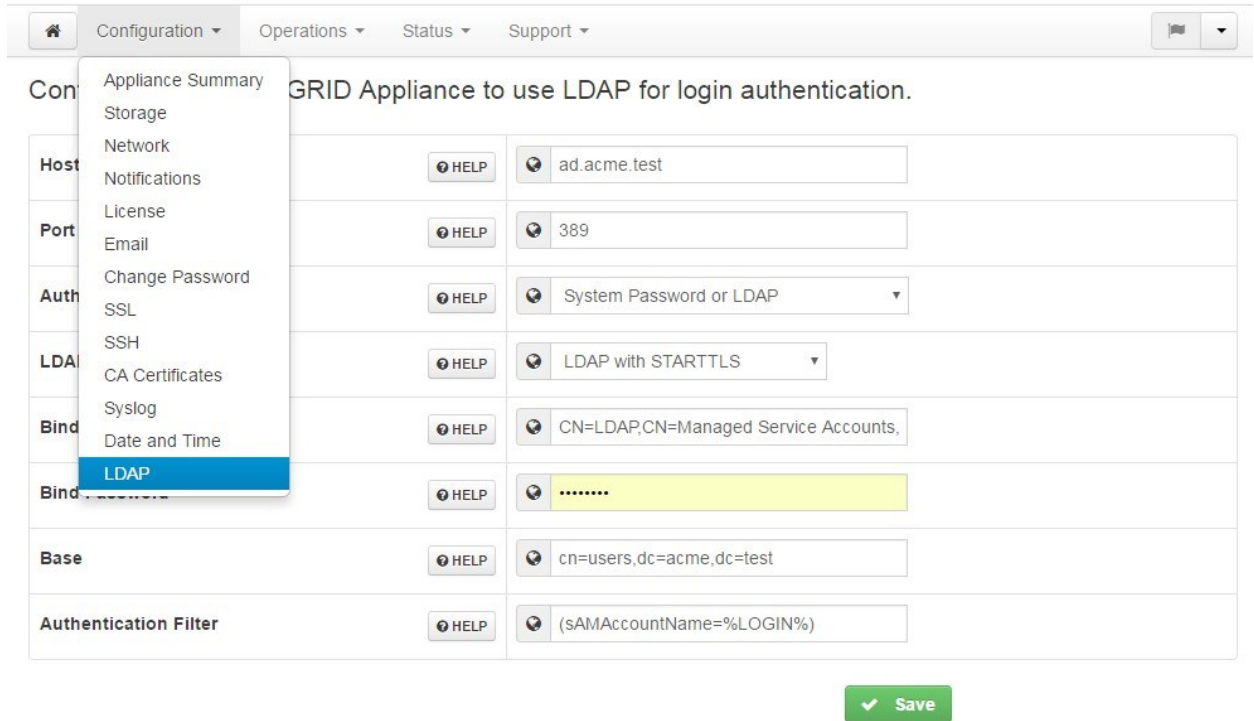 Configuration Operations Status Support
Appliance Summary
Storage
Network
Notifications
License
Email
Change Password
SSL
SSH
CA Certificates
Syslog
Date and Time
LDAP
GRID Appliance to use LDAP for login authentication.
Host HELP ad.acme.test
Port HELP 389
Auth HELP System Password or LDAP
LDAP HELP LDAP with STARTTLS
Bind HELP CN=LDAP,CN=Managed Service Accounts,
Bind HELP ••••••••
Base HELP cn=users,dc=acme,dc=test
Authentication Filter HELP (sAMAccountName=%LOGIN%)
Save